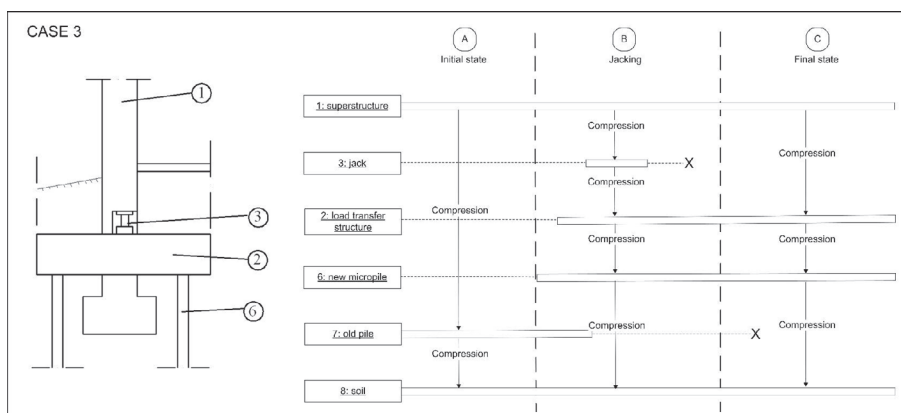 CASE 3
A
B
C
Initial state
Jacking
Final state
1
1: superstructure
Compression
3: jack
X
Compression
Compression
3
2: load transfer
structure
Compression
2
Compression
Compression
6: new micropile
6
7: old pile
Compression
X
Compression
Compression
8: soil